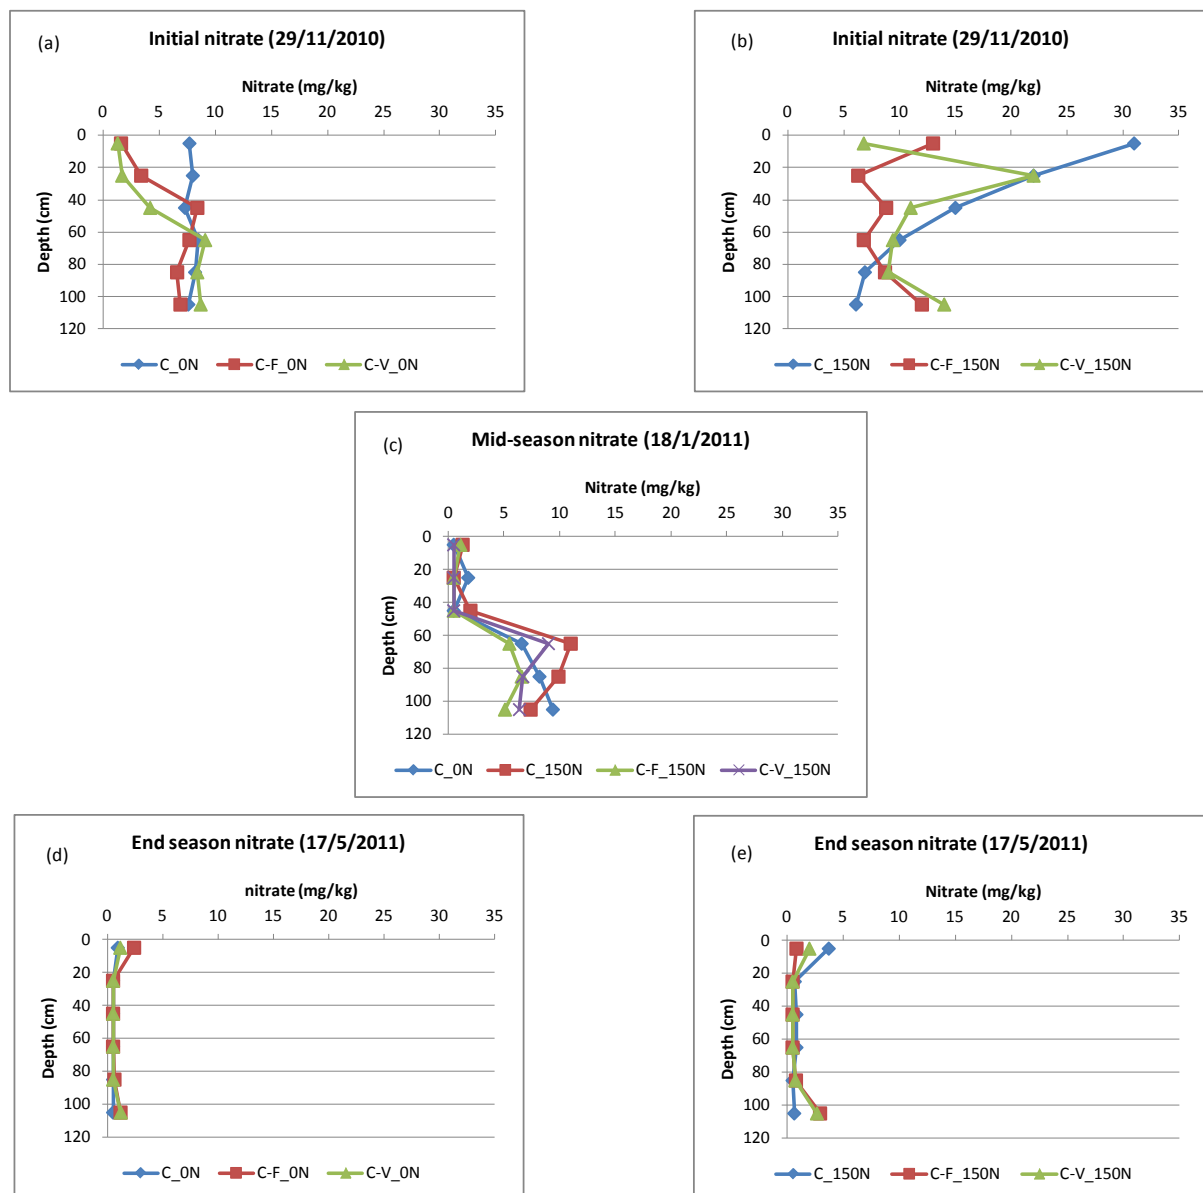 (a)
Initial nitrate (29/11/2010)
Nitrate (mg/kg)
0 5 10 15 20 25 30 35
Depth (cm)
0
20
40
60
80
100
120
C_0N C-F_0N C-V_0N
(b)
Initial nitrate (29/11/2010)
Nitrate (mg/kg)
0 5 10 15 20 25 30 35
Depth (cm)
0
20
40
60
80
100
120
C_150N C-F_150N C-V_150N
(c)
Mid-season nitrate (18/1/2011)
Nitrate (mg/kg)
0 5 10 15 20 25 30 35
Depth (cm)
0
20
40
60
80
100
120
C_0N C_150N C-F_150N C-V_150N
(d)
End season nitrate (17/5/2011)
nitrate (mg/kg)
0 5 10 15 20 25 30 35
Depth (cm)
0
20
40
60
80
100
120
C_0N C-F_0N C-V_0N
(e)
End season nitrate (17/5/2011)
Nitrate (mg/kg)
0 5 10 15 20 25 30 35
Depth (cm)
0
20
40
60
80
100
120
C_150N C-F_150N C-V_150N